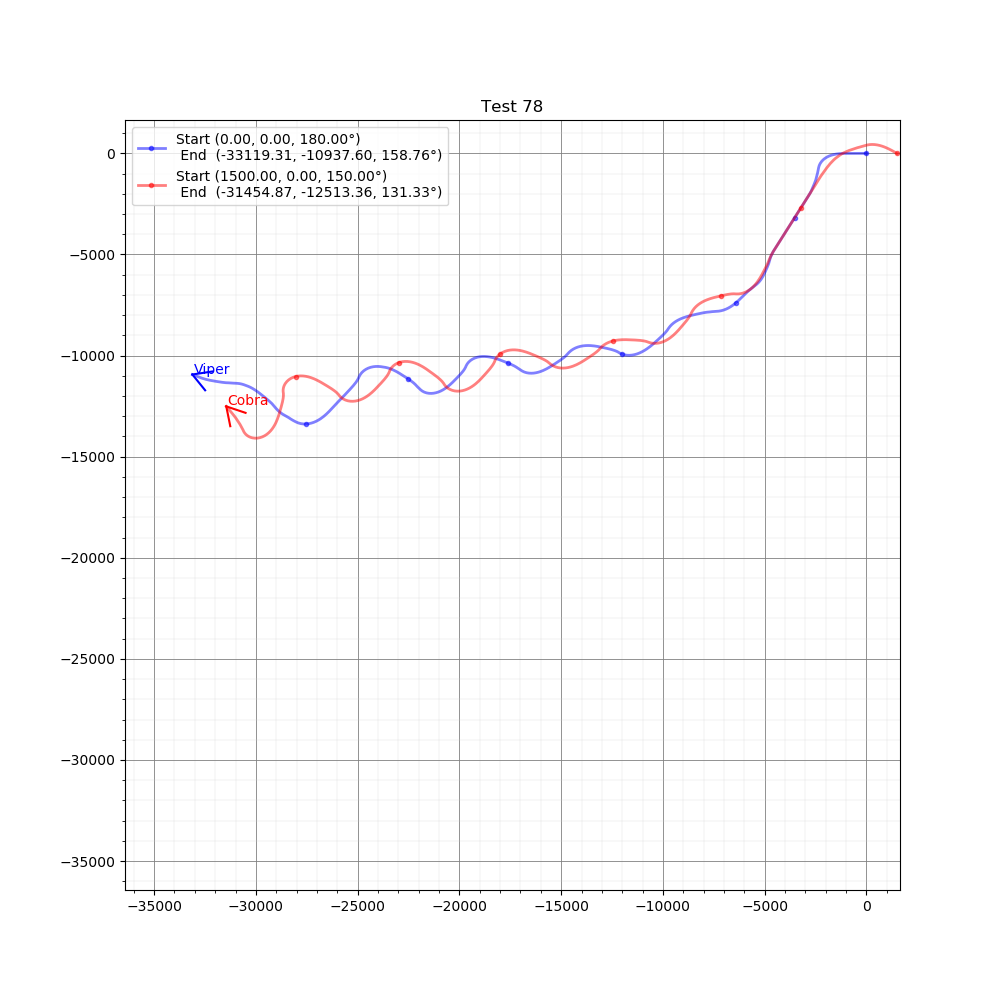 Test 78
Start (0.00, 0.00, 180.00°)
End  (-33119.31, -10937.60, 158.76°)
Start (1500.00, 0.00, 150.00°)
End  (-31454.87, -12513.36, 131.33°)
0
−5000
−10000
−15000
−20000
−25000
−30000
−35000
Viper
Cobra
−35000 −30000 −25000 −20000 −15000 −10000 −5000 0